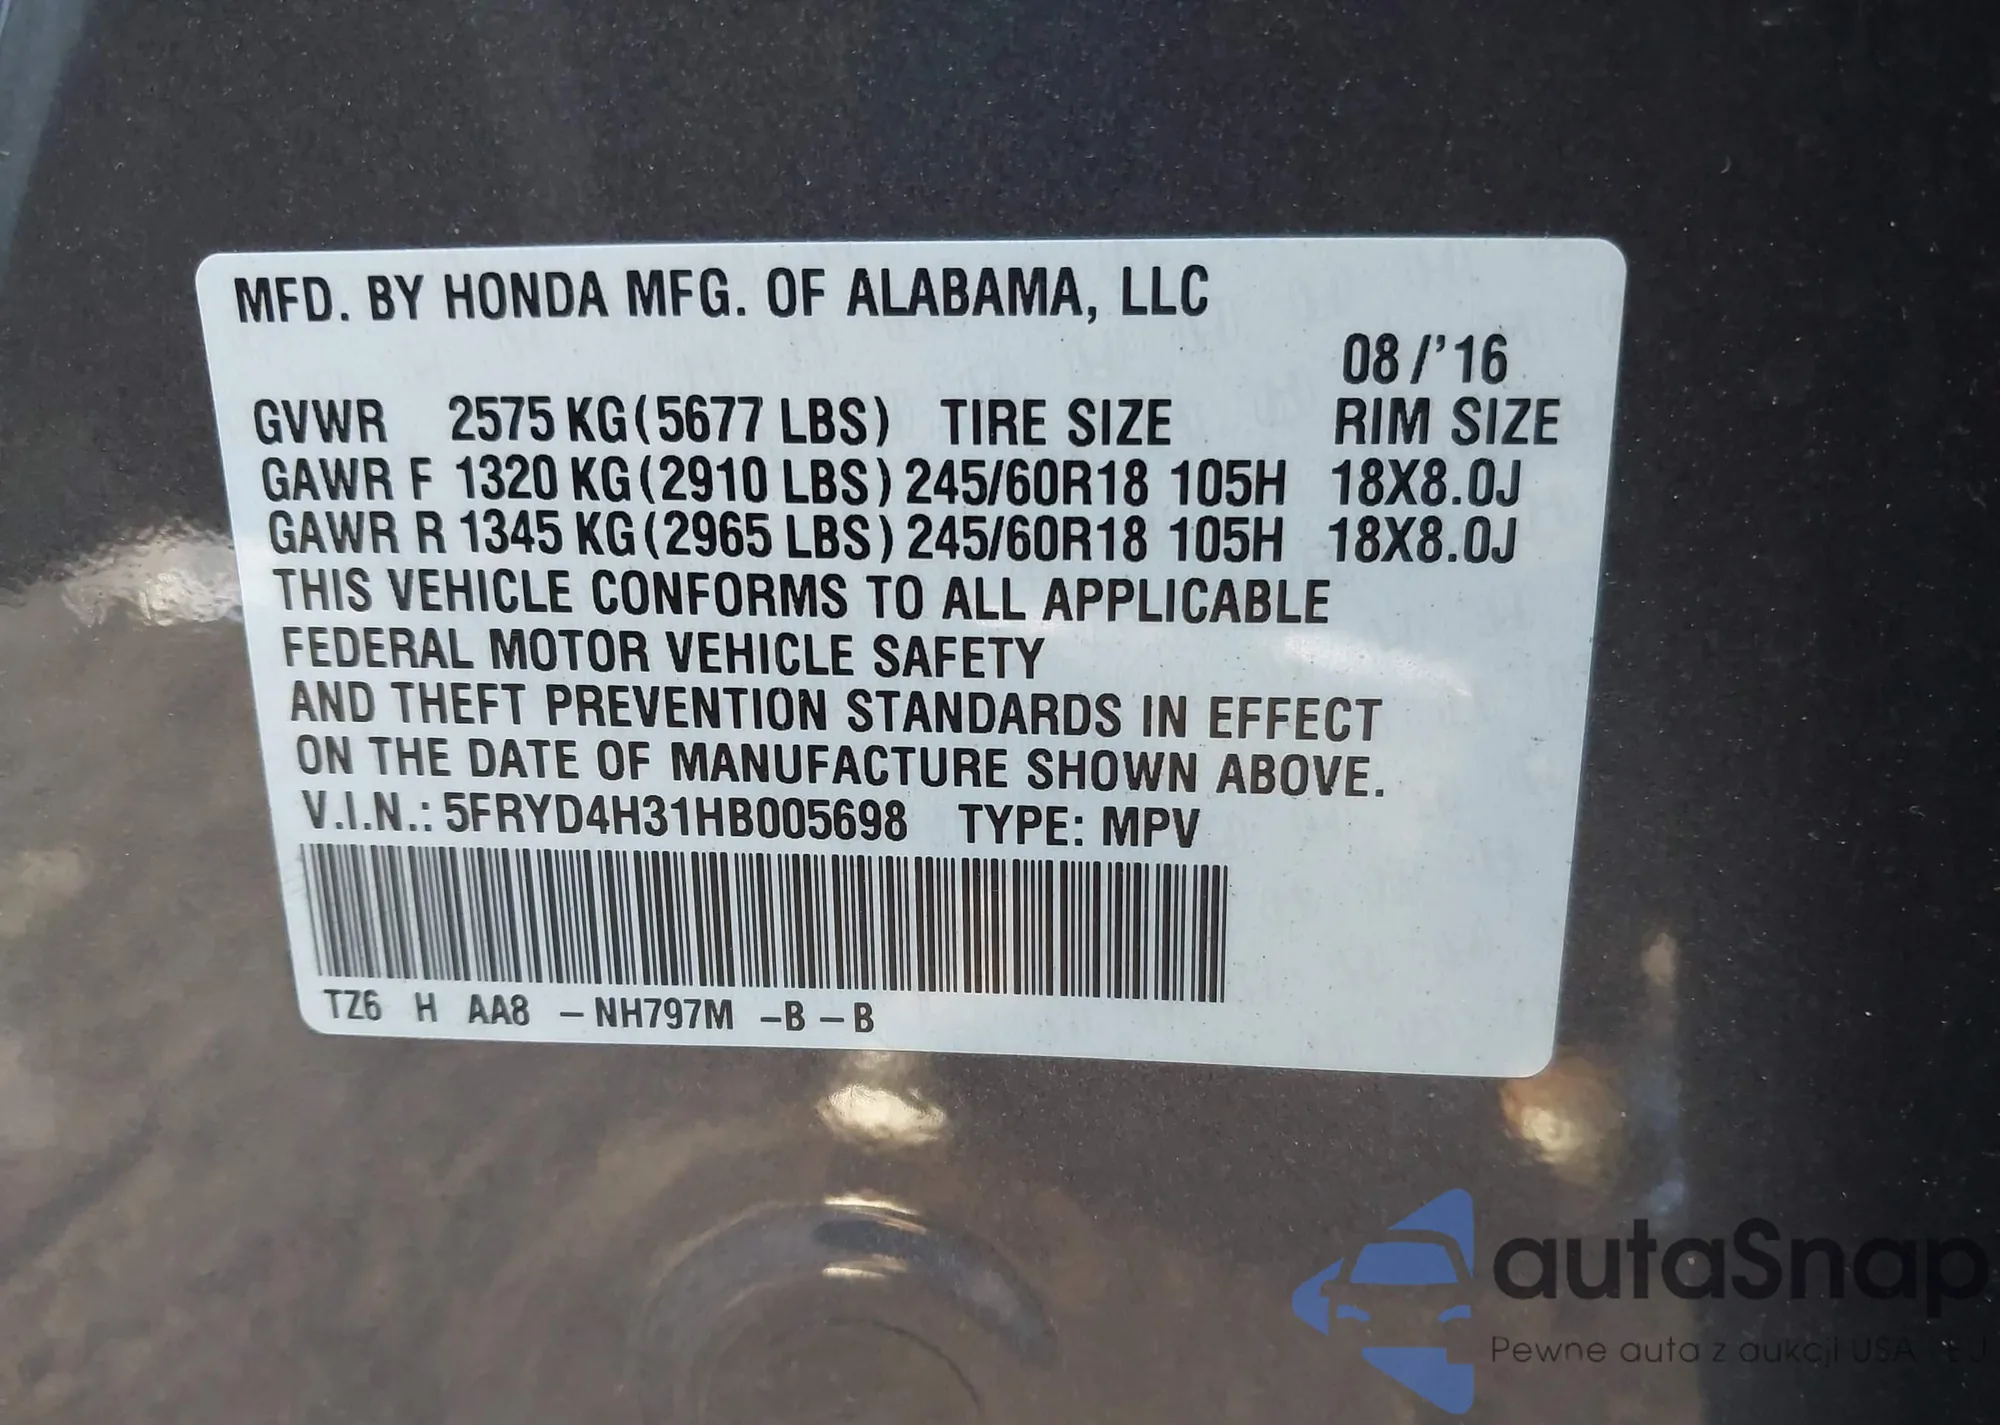 MFD. BY HONDA MFG. OF ALABAMA, LLC
08/'16
GVWR 2575 KG(5677 LBS) TIRE SIZE RIM SIZE
GAWR F 1320 KG(2910 LBS) 245/60R18 105H 18X8.0J
GAWR R 1345 KG(2965 LBS) 245/60R18 105H 18X8.0J
THIS VEHICLE CONFORMS TO ALL APPLICABLE
FEDERAL MOTOR VEHICLE SAFETY
AND THEFT PREVENTION STANDARDS IN EFFECT
ON THE DATE OF MANUFACTURE SHOWN ABOVE.
V.I.N.: 5FRYD4H31HB005698 TYPE: MPV
TZ6 H AA8 -NH797M -B -B
autaSnap
Pewne auta z aukcji USA